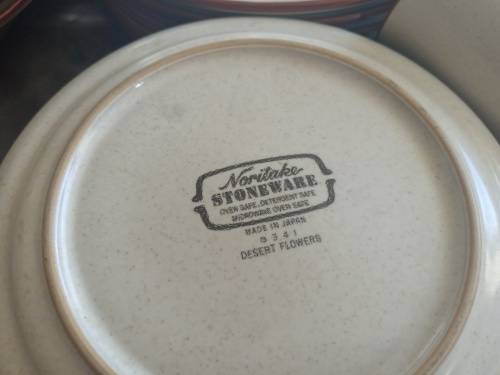 Noritake
STONEWARE
OVEN SAFE, DETERGENT SAFE
MICROWAVE OVEN SAFE
MADE IN JAPAN
8341
DESERT FLOWERS